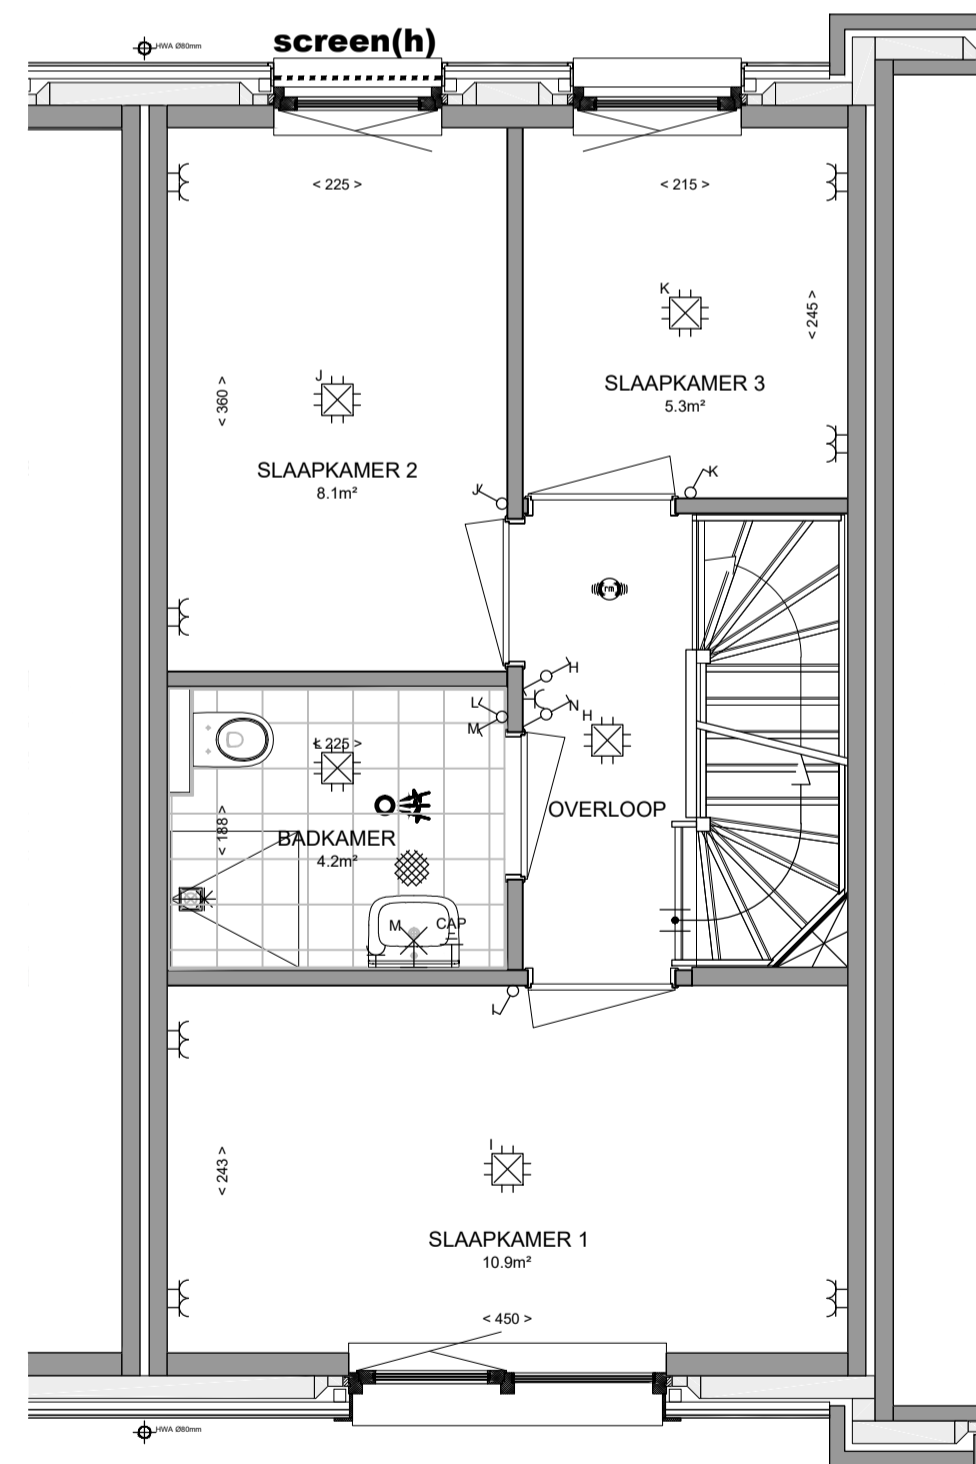 HWA Ø80mm
screen(h)
< 225 >
< 215 >
K
< 245 >
J
< 360 >
SLAAPKAMER 3
5.3m²
SLAAPKAMER 2
8.1m²
K
J
rm
H
L
N
M
H
L
< 225 >
OVERLOOP
< 188 >
BADKAMER
4.2m²
M
CAP
I
I
< 243 >
SLAAPKAMER 1
10.9m²
< 450 >
HWA Ø80mm